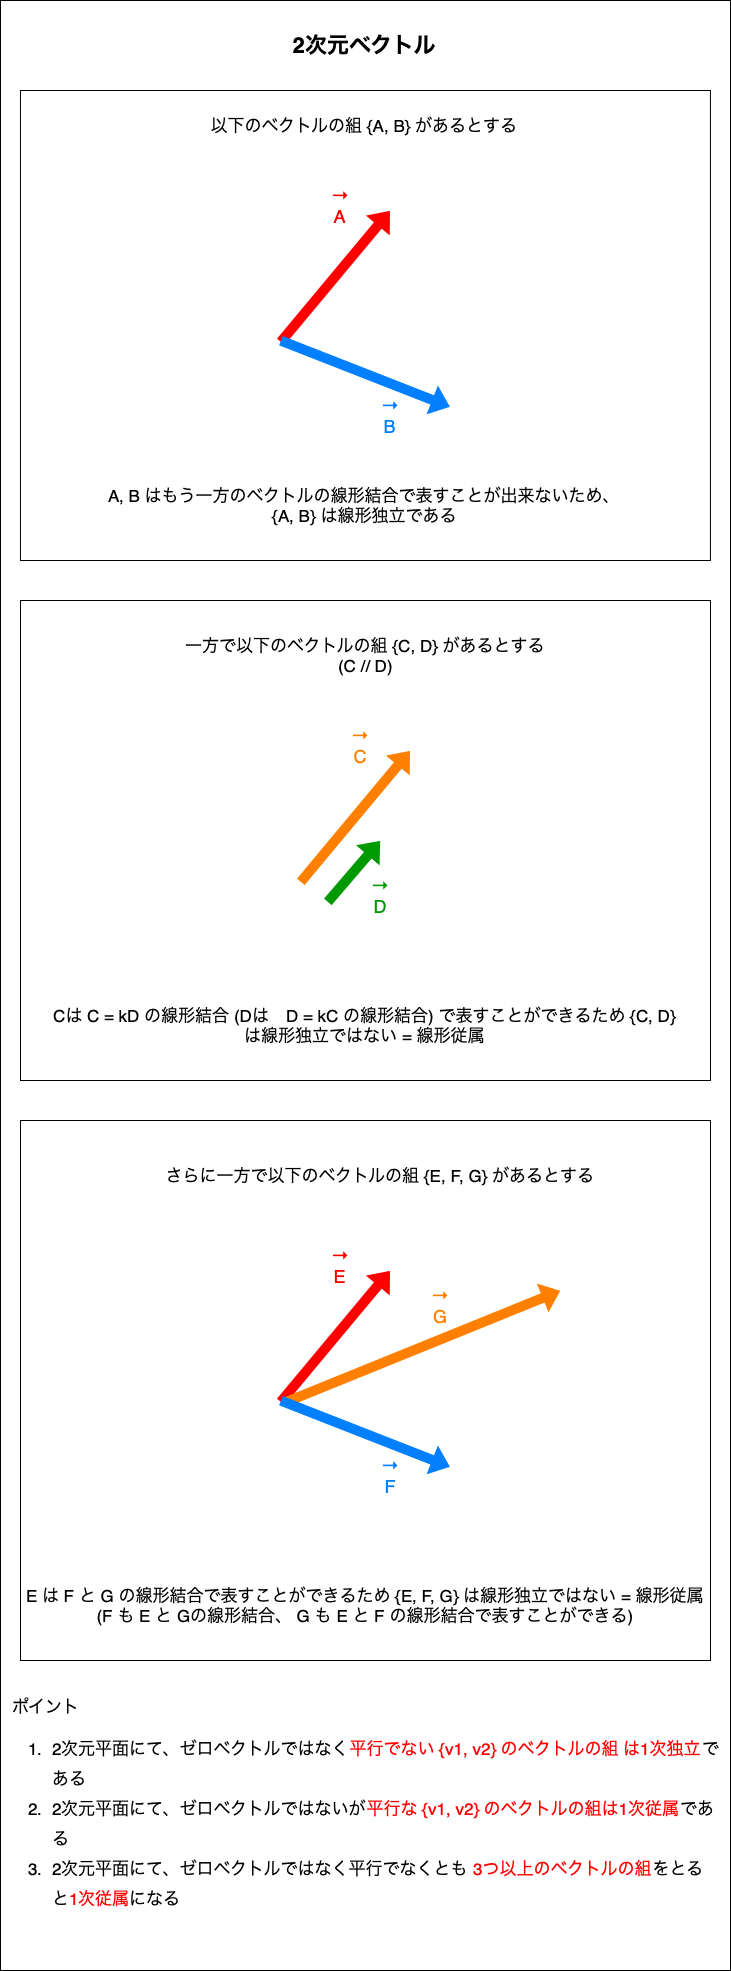 2次元ベクトル
以下のベクトルの組 {A, B} があるとする
→
A
→
B
A, B はもう一方のベクトルの線形結合で表すことが出来ないため、
{A, B} は線形独立である
一方で以下のベクトルの組 {C, D} があるとする
(C // D)
→
C
→
D
Cは C = kD の線形結合 (Dは　D = kC の線形結合) で表すことができるため {C, D}
は線形独立ではない = 線形従属
さらに一方で以下のベクトルの組 {E, F, G} があるとする
→
E
→
G
→
F
E は F と G の線形結合で表すことができるため {E, F, G} は線形独立ではない = 線形従属
(F も E と Gの線形結合、 G も E と F の線形結合で表すことができる)
ポイント
1. 2次元平面にて、ゼロベクトルではなく平行でない {v1, v2} のベクトルの組 は1次独立で
ある
2. 2次元平面にて、ゼロベクトルではないが平行な {v1, v2} のベクトルの組は1次従属であ
る
3. 2次元平面にて、ゼロベクトルではなく平行でなくとも 3つ以上のベクトルの組をとる
と1次従属になる